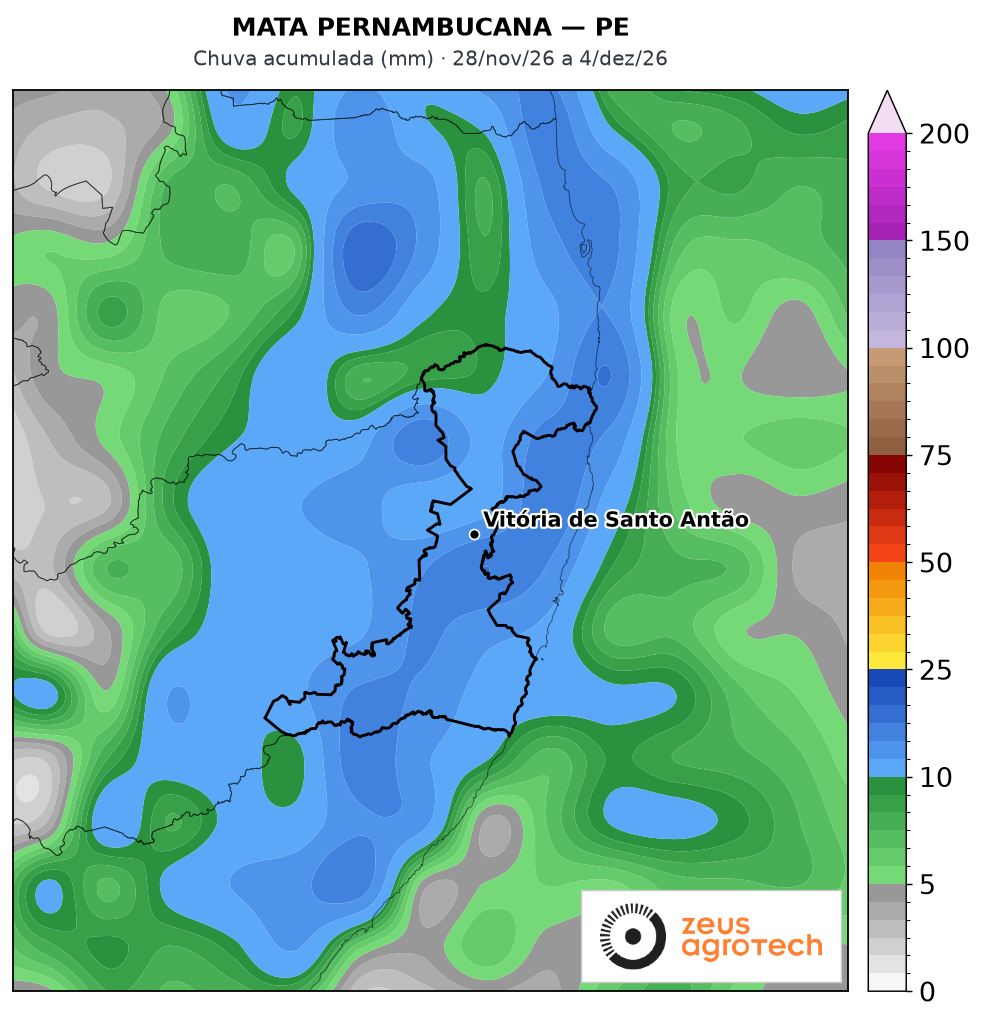 MATA PERNAMBUCANA — PE
Chuva acumulada (mm) · 28/nov/26 a 4/dez/26
200
150
100
75
50
25
10
5
0
Vitória de Santo Antão
zeus
agrotech